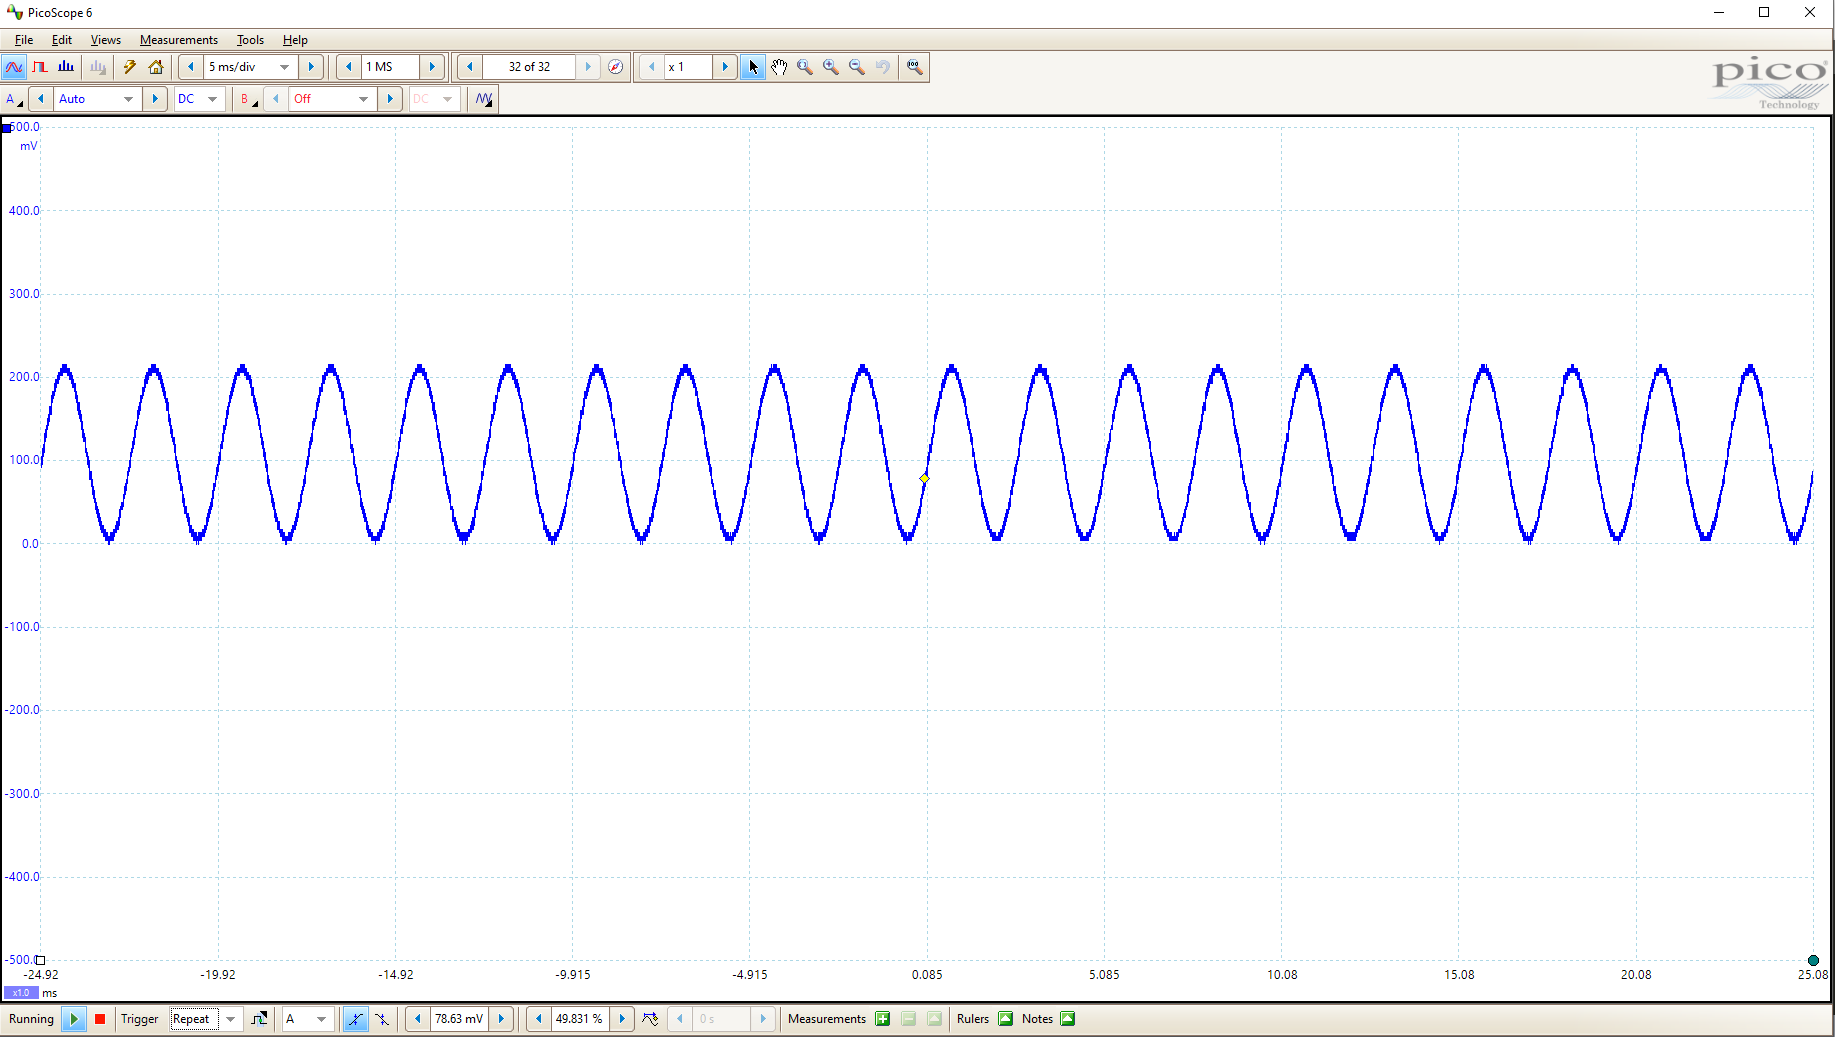 PicoScope 6
File Edit Views Measurements Tools Help
5 ms/div 1 MS 32 of 32 x 1
pico
Technology
A Auto DC B Off DC
500.0
mV
400.0
300.0
200.0
100.0
0.0
-100.0
-200.0
-300.0
-400.0
-500.0
-24.92 -19.92 -14.92 -9.915 -4.915 0.085 5.085 10.08 15.08 20.08 25.08
x1.0 ms
Running Trigger Repeat A 78.63 mV 49.831 % 0 s Measurements Rulers Notes